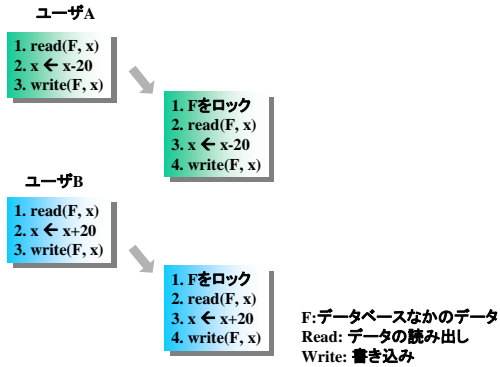 ユーザA
1. read(F, x)
2. x ← x-20
3. write(F, x)
1. Fをロック
2. read(F, x)
3. x ← x-20
4. write(F, x)
ユーザB
1. read(F, x)
2. x ← x+20
3. write(F, x)
1. Fをロック
2. read(F, x)
3. x ← x+20
4. write(F, x)
F:データベースなかのデータ
Read: データの読み出し
Write: 書き込み